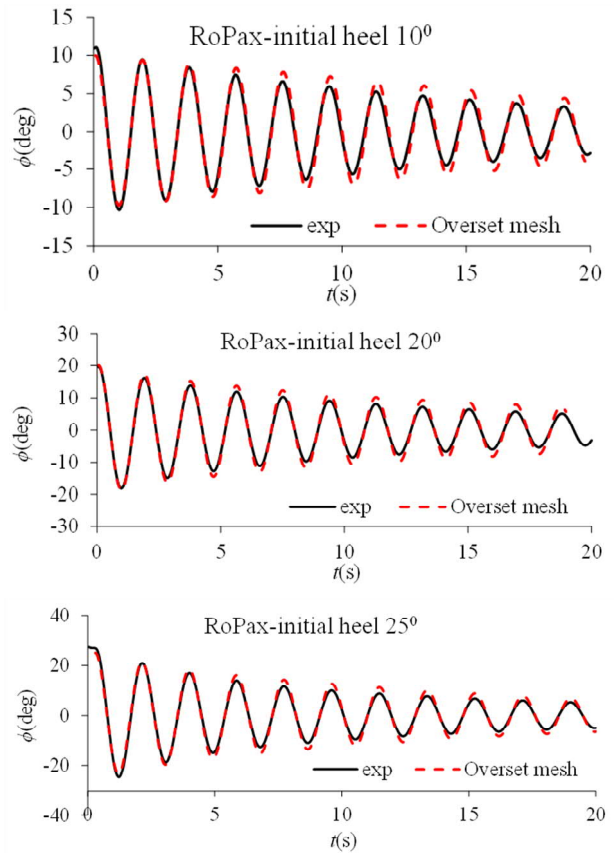 RoPax-initial heel 10⁰
15
10
5
0
-5
-10
-15
ϕ(deg)
exp
Overset mesh
0
5
10
15
20
t(s)
RoPax-initial heel 20⁰
30
20
10
0
-10
-20
-30
ϕ(deg)
exp
Overset mesh
0
5
10
15
20
t(s)
RoPax-initial heel 25⁰
40
20
0
-20
-40
ϕ(deg)
exp
Overset mesh
0
5
10
15
20
t(s)